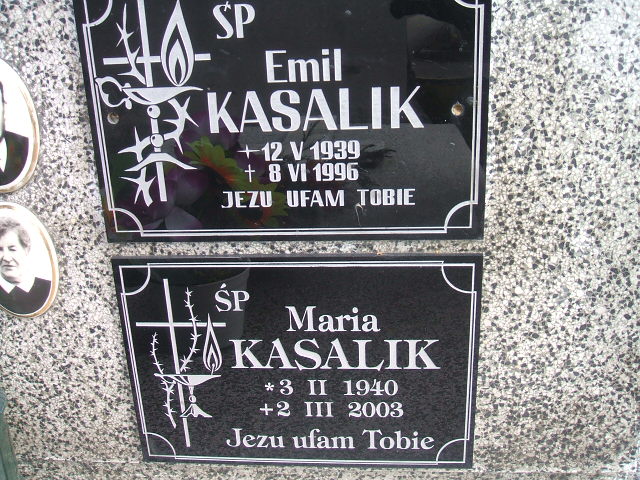 ŚP
Emil
KASALIK
* 12 V 1939
+ 8 VI 1996
JEZU UFAM TOBIE
ŚP
Maria
KASALIK
* 3 II 1940
+ 2 III 2003
Jezu ufam Tobie